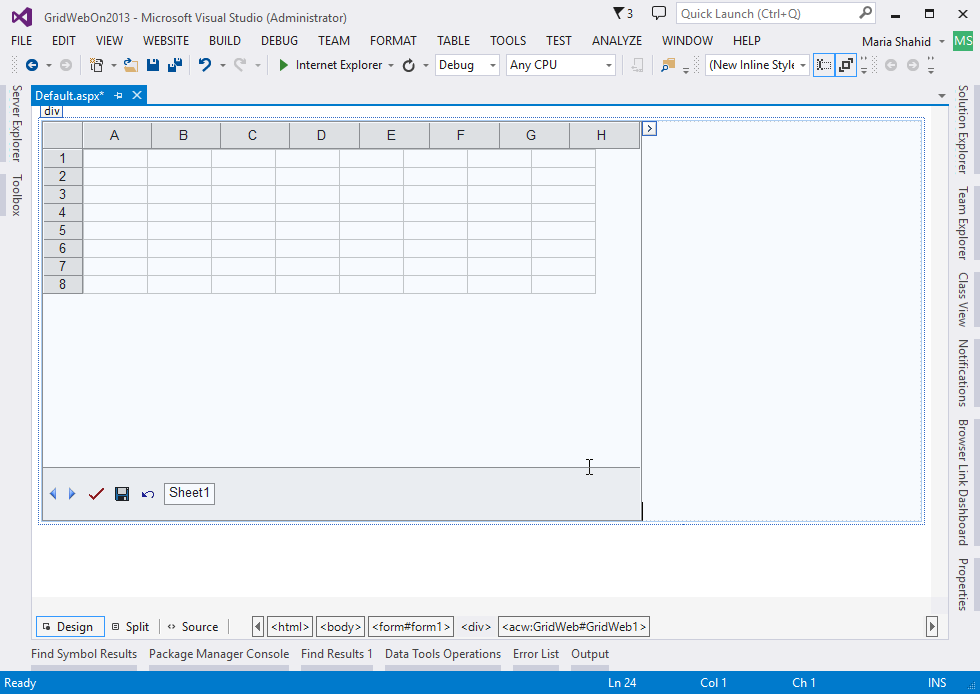 GridWebOn2013 - Microsoft Visual Studio (Administrator)
3
Quick Launch (Ctrl+Q)
FILE EDIT VIEW WEBSITE BUILD DEBUG TEAM FORMAT TABLE TOOLS TEST ANALYZE WINDOW HELP
Maria Shahid
MS
Internet Explorer
Debug
Any CPU
(New Inline Style
Server Explorer
Toolbox
Default.aspx*
div
A B C D E F G H
1
2
3
4
5
6
7
8
Sheet1
Solution Explorer
Team Explorer
Class View
Notifications
Browser Link Dashboard
Properties
Design Split Source
<html> <body> <form#form1> <div> <acw:GridWeb#GridWeb1>
Find Symbol Results Package Manager Console Find Results 1 Data Tools Operations Error List Output
Ready Ln 24 Col 1 Ch 1 INS